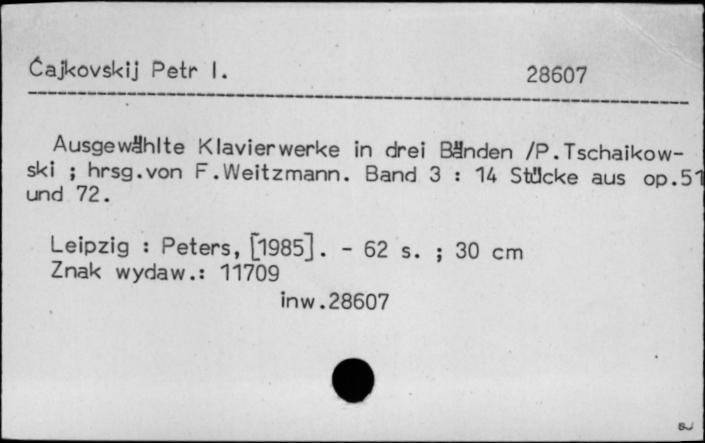 Čajkovskij Petr I. 28607
Ausgewählte Klavierwerke in drei Bänden /P.Tschaikow-
ski ; hrsg.von F.Weitzmann. Band 3 : 14 Stücke aus op.51
und 72.
Leipzig : Peters, [1985]. - 62 s. ; 30 cm
Znak wydaw.: 11709
inw.28607